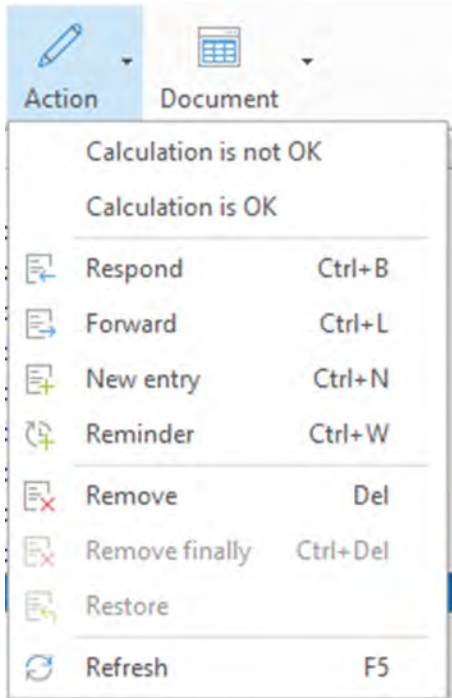 Action Document
Calculation is not OK
Calculation is OK
Respond Ctrl+B
Forward Ctrl+L
New entry Ctrl+N
Reminder Ctrl+W
Remove Del
Remove finally Ctrl+Del
Restore
Refresh F5